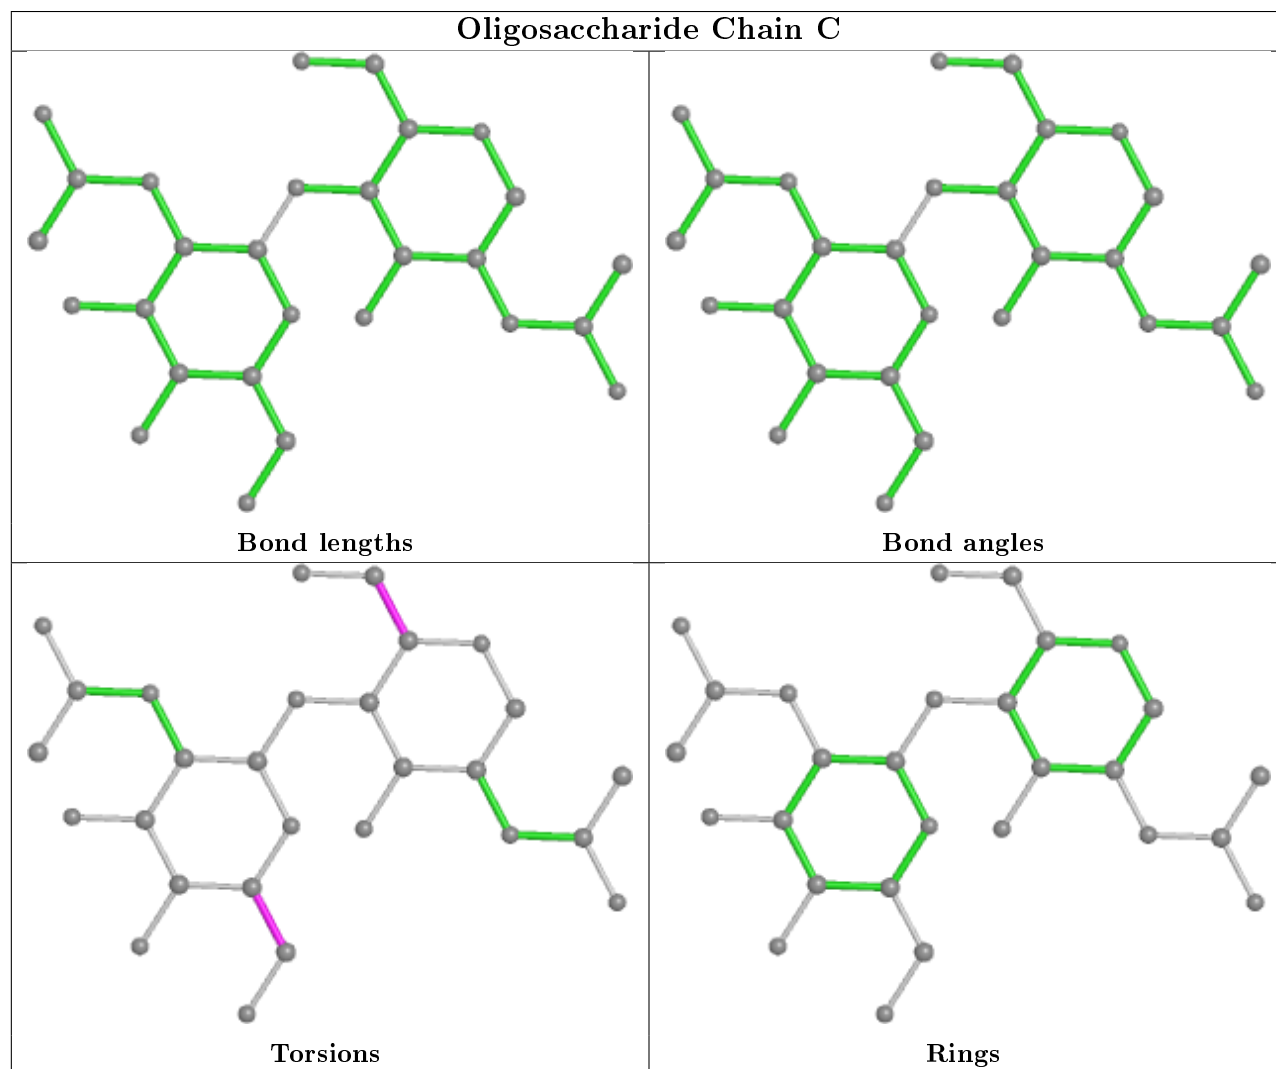 Oligosaccharide Chain C
Bond lengths
Bond angles
Torsions
Rings